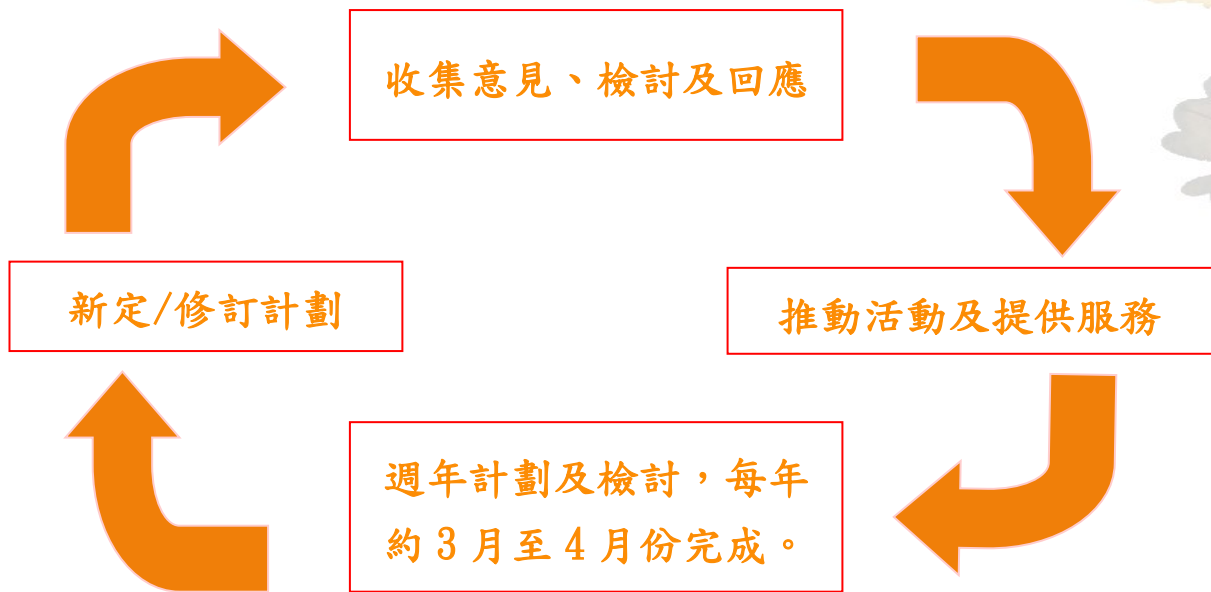 收集意見、檢討及回應
新定/修訂計劃
推動活動及提供服務
週年計劃及檢討，每年
約3月至4月份完成。